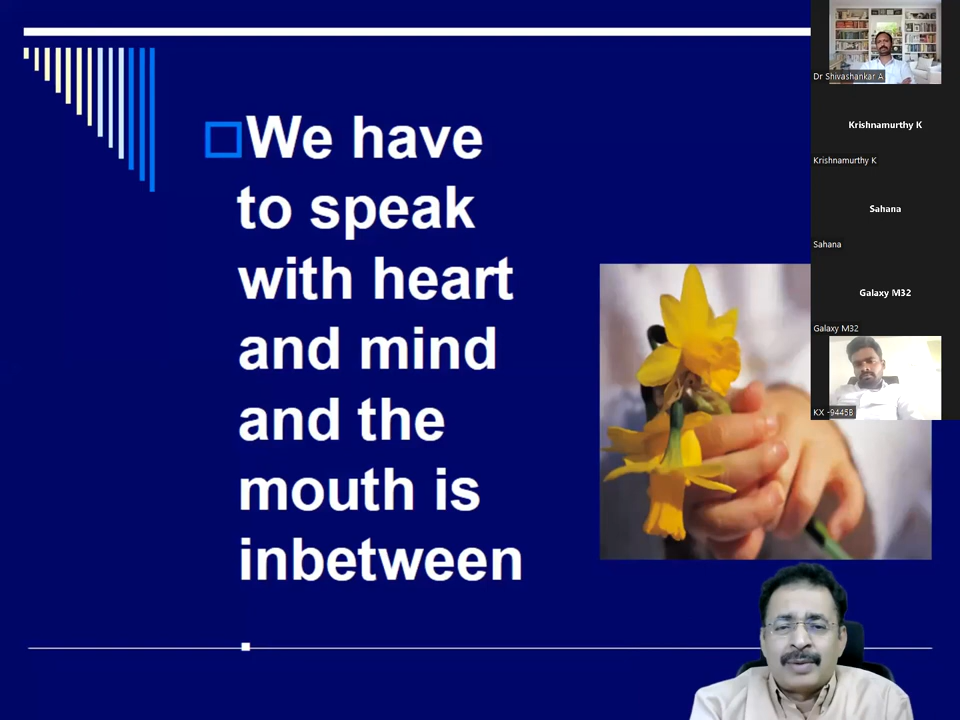 We have
to speak
with heart
and mind
and the
mouth is
inbetween
.
Dr Shivashankar A
Krishnamurthy K
Krishnamurthy K
Sahana
Sahana
Galaxy M32
Galaxy M32
KX -9445B